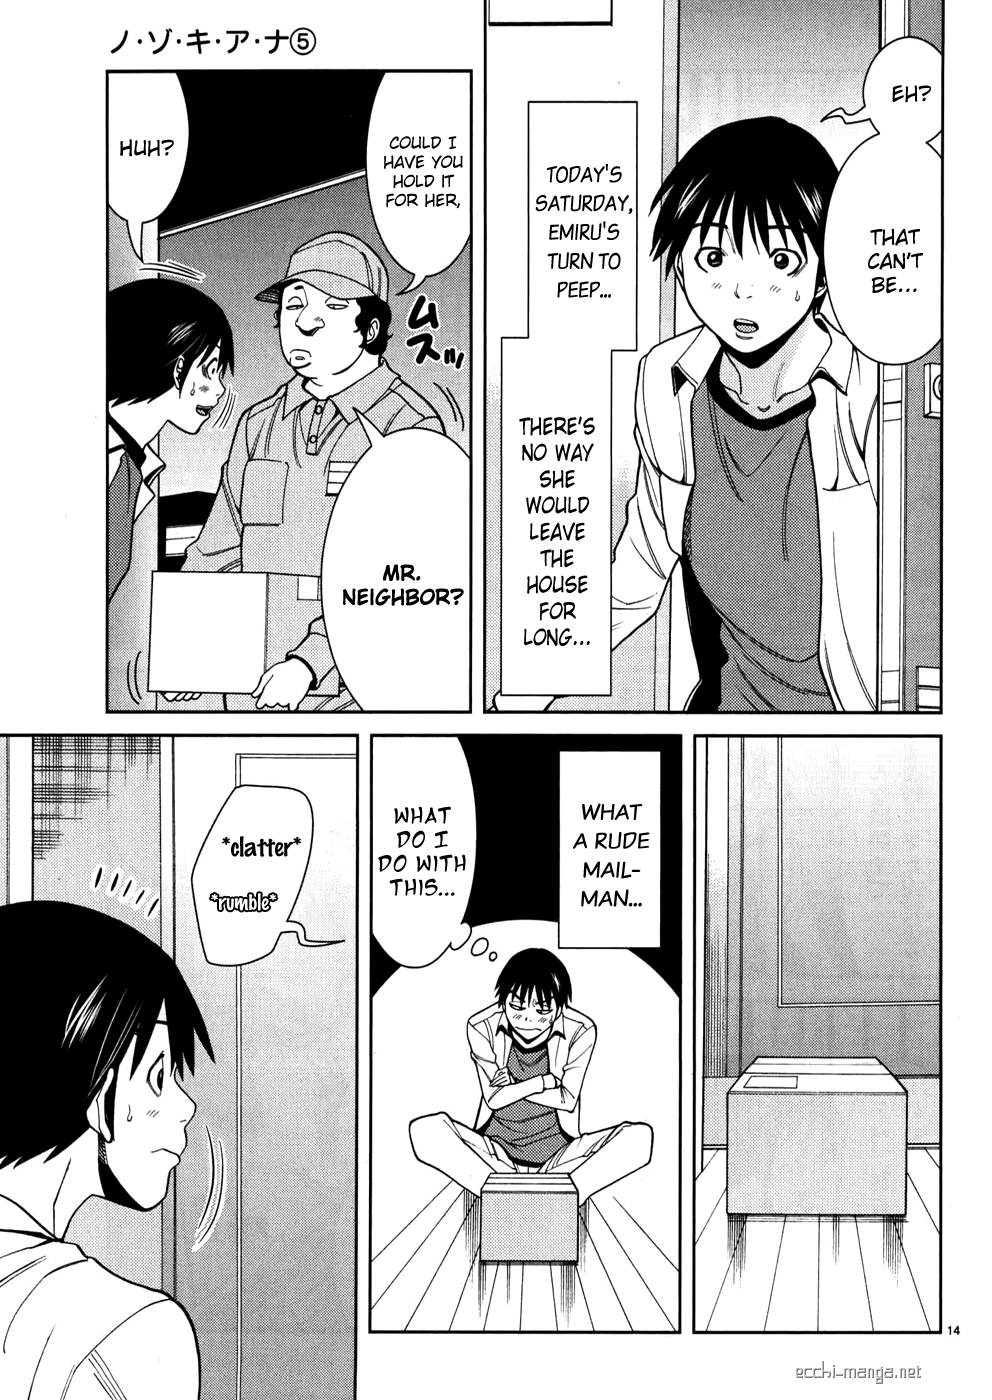 ノ・ゾ・キ・ア・ナ⑤
EH?
THAT
CAN'T
BE...
TODAY'S
SATURDAY,
EMIRU'S
TURN TO
PEEP...
THERE'S
NO WAY
SHE
WOULD
LEAVE
THE
HOUSE
FOR
LONG...
COULD I
HAVE YOU
HOLD IT
FOR HER,
ムスッ
MR.
NEIGHBOR?
HUH?
WHAT
A RUDE
MAIL-
MAN...
WHAT
DO I
DO WITH
THIS...
*clatter*
*rumble*
14
ecchi-manga.net